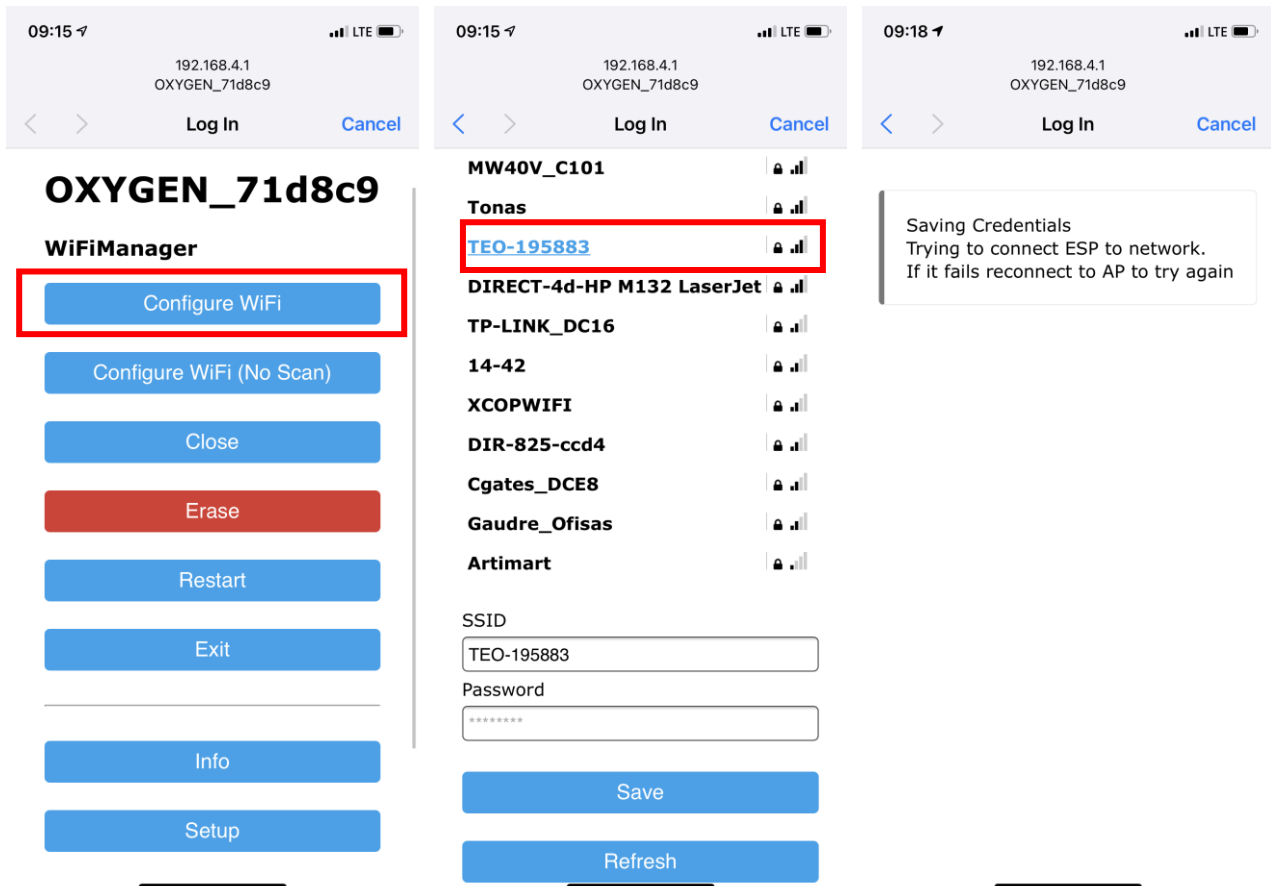 09:15
LTE
192.168.4.1
OXYGEN_71d8c9
Log In
Cancel
OXYGEN_71d8c9
WiFiManager
Configure WiFi
Configure WiFi (No Scan)
Close
Erase
Restart
Exit
Info
Setup
09:15
LTE
192.168.4.1
OXYGEN_71d8c9
Log In
Cancel
MW40V_C101
Tonas
TEO-195883
DIRECT-4d-HP M132 LaserJet
TP-LINK_DC16
14-42
XCOPWIFI
DIR-825-ccd4
Cgates_DCE8
Gaudre_Ofisas
Artimart
SSID
TEO-195883
Password
********
Save
Refresh
09:18
LTE
192.168.4.1
OXYGEN_71d8c9
Log In
Cancel
Saving Credentials
Trying to connect ESP to network.
If it fails reconnect to AP to try again